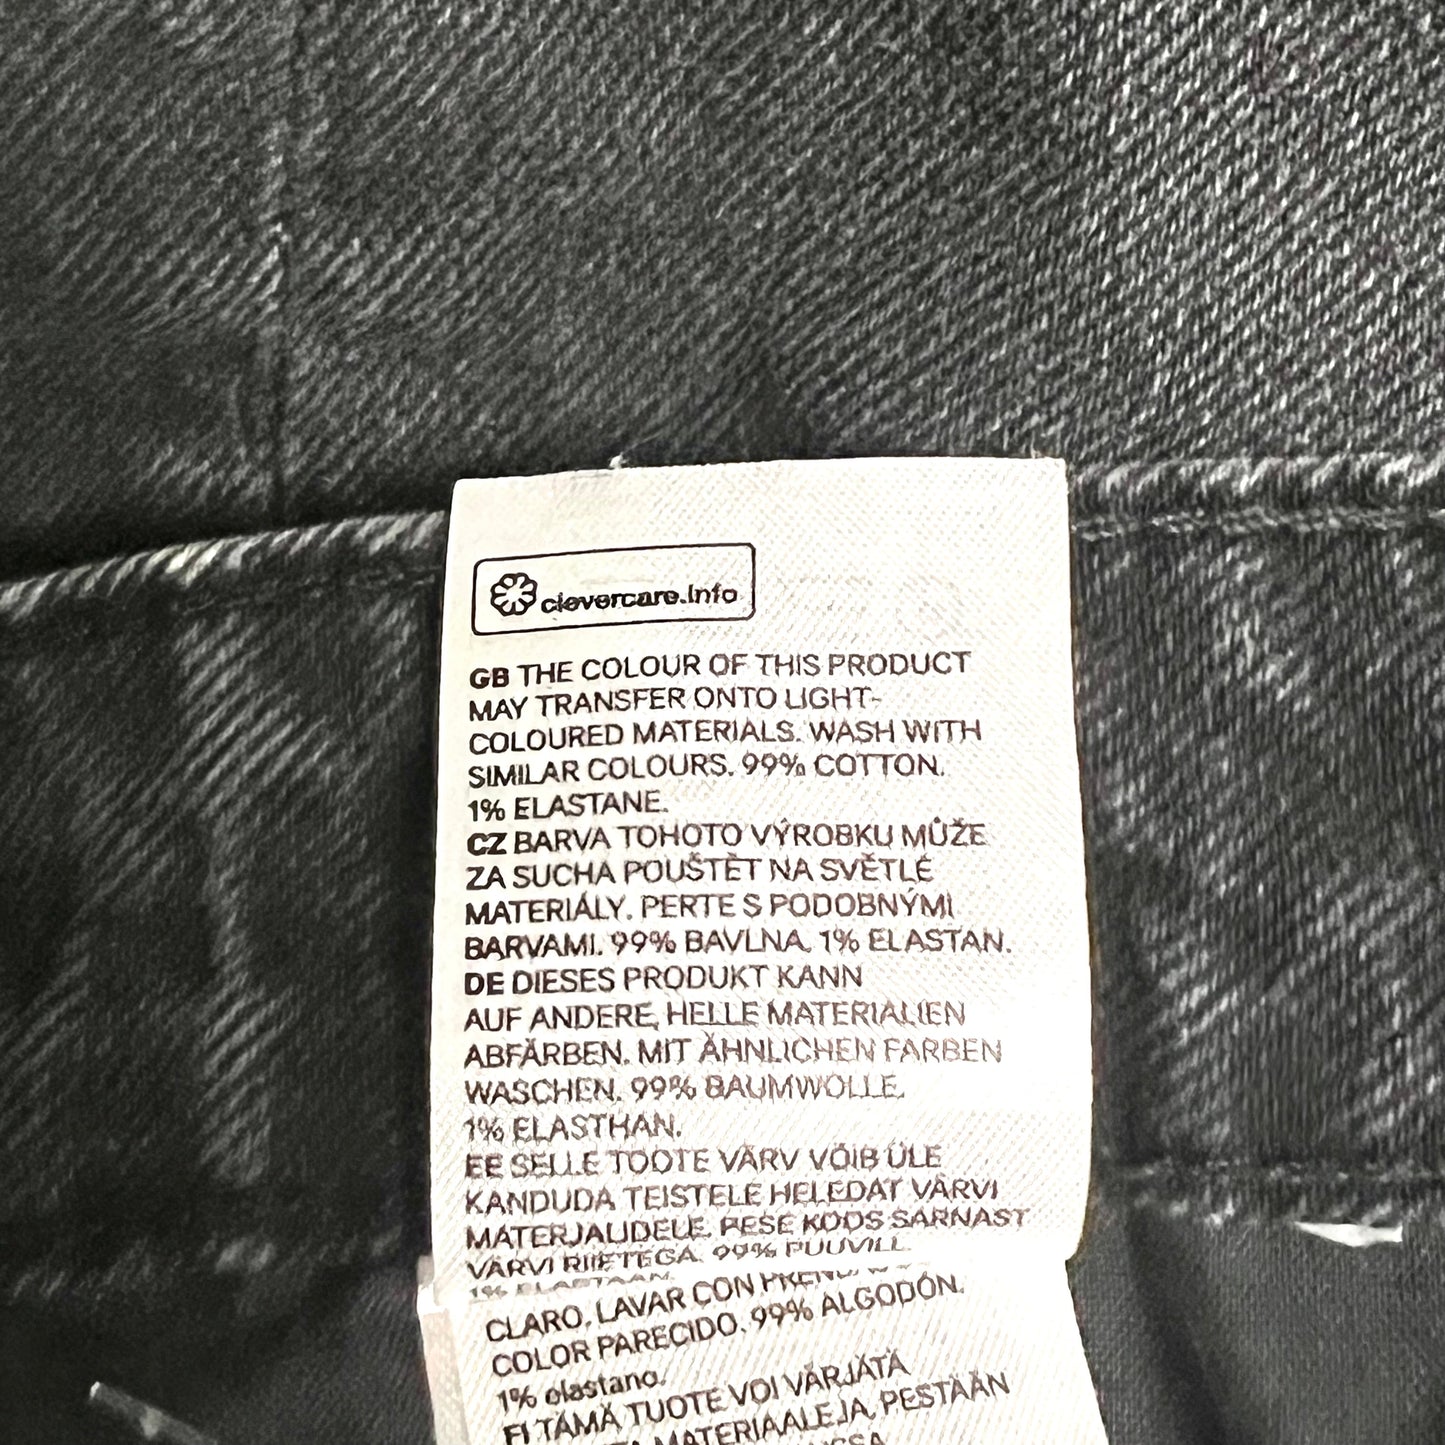 clevercare.info
GB THE COLOUR OF THIS PRODUCT
MAY TRANSFER ONTO LIGHT-
COLOURED MATERIALS. WASH WITH
SIMILAR COLOURS. 99% COTTON.
1% ELASTANE.
CZ BARVA TOHOTO VÝROBKU MŮŽE
ZA SUCHA POUŠTĚT NA SVĚTLÉ
MATERIÁLY. PERTE S PODOBNÝMI
BARVAMI. 99% BAVLNA. 1% ELASTAN.
DE DIESES PRODUKT KANN
AUF ANDERE, HELLE MATERIALIEN
ABFÄRBEN. MIT ÄHNLICHEN FARBEN
WASCHEN. 99% BAUMWOLLE.
1% ELASTHAN.
EE SELLE TOOTE VÄRV VÕIB ÜLE
KANDUDA TEISTELE HELEDAT VÄRVI
MATERJALIDELE. PESE KOOS SARNAST
VÄRVI RIIETEGA. 99% PUUVILL.
1% ELASTAAN.
CLARO. LAVAR CON
COLOR PARECIDO. 99% ALGODÓN.
1% elastano.
FI TÄMÄ TUOTE VOI VÄRJÄTÄ
MATERIAALEJA. PESTÄÄN